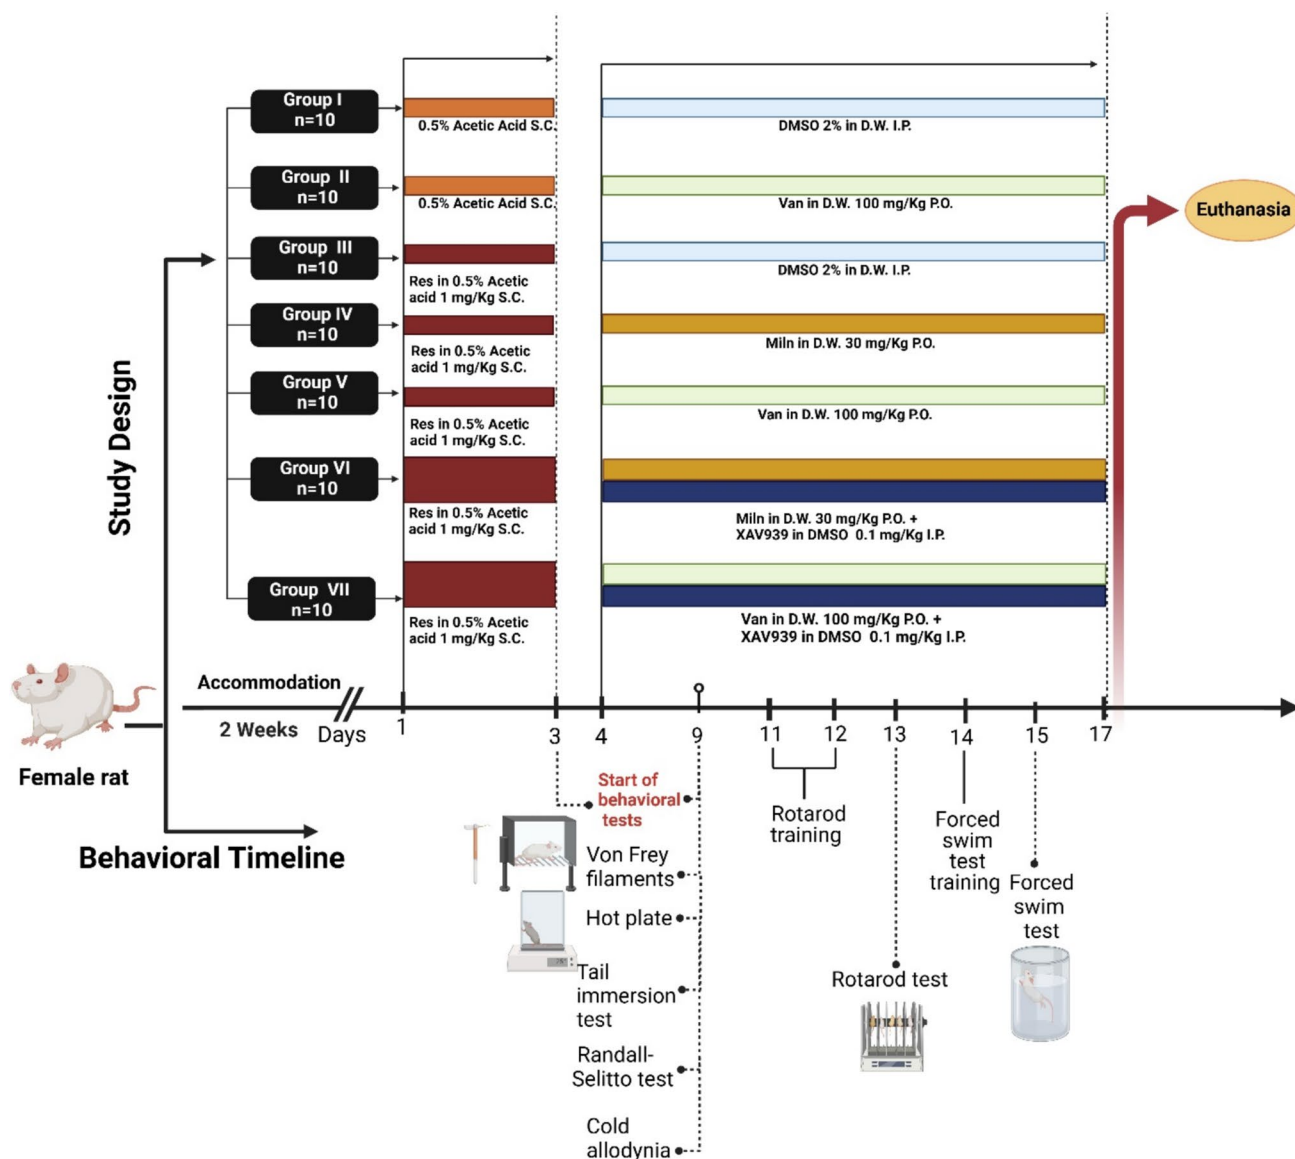 Study Design
Group I
n=10
0.5% Acetic Acid S.C.
DMSO 2% in D.W. I.P.
Group II
n=10
0.5% Acetic Acid S.C.
Van in D.W. 100 mg/Kg P.O.
Euthanasia
Group III
n=10
Res in 0.5% Acetic
acid 1 mg/Kg S.C.
DMSO 2% in D.W. I.P.
Group IV
n=10
Res in 0.5% Acetic
acid 1 mg/Kg S.C.
Miln in D.W. 30 mg/Kg P.O.
Group V
n=10
Res in 0.5% Acetic
acid 1 mg/Kg S.C.
Van in D.W. 100 mg/Kg P.O.
Group VI
n=10
Res in 0.5% Acetic
acid 1 mg/Kg S.C.
Miln in D.W. 30 mg/Kg P.O. +
XAV939 in DMSO 0.1 mg/Kg I.P.
Group VII
n=10
Res in 0.5% Acetic
acid 1 mg/Kg S.C.
Van in D.W. 100 mg/Kg P.O. +
XAV939 in DMSO 0.1 mg/Kg I.P.
Female rat
Accommodation
2 Weeks
Days
1
3
4
9
11
12
13
14
15
17
Behavioral Timeline
Start of
behavioral
tests
Von Frey
filaments
Hot plate
Tail
immersion
test
Randall-
Selitto test
Cold
allodynia
Rotarod
training
Rotarod test
Forced
swim
test
training
Forced
swim
test